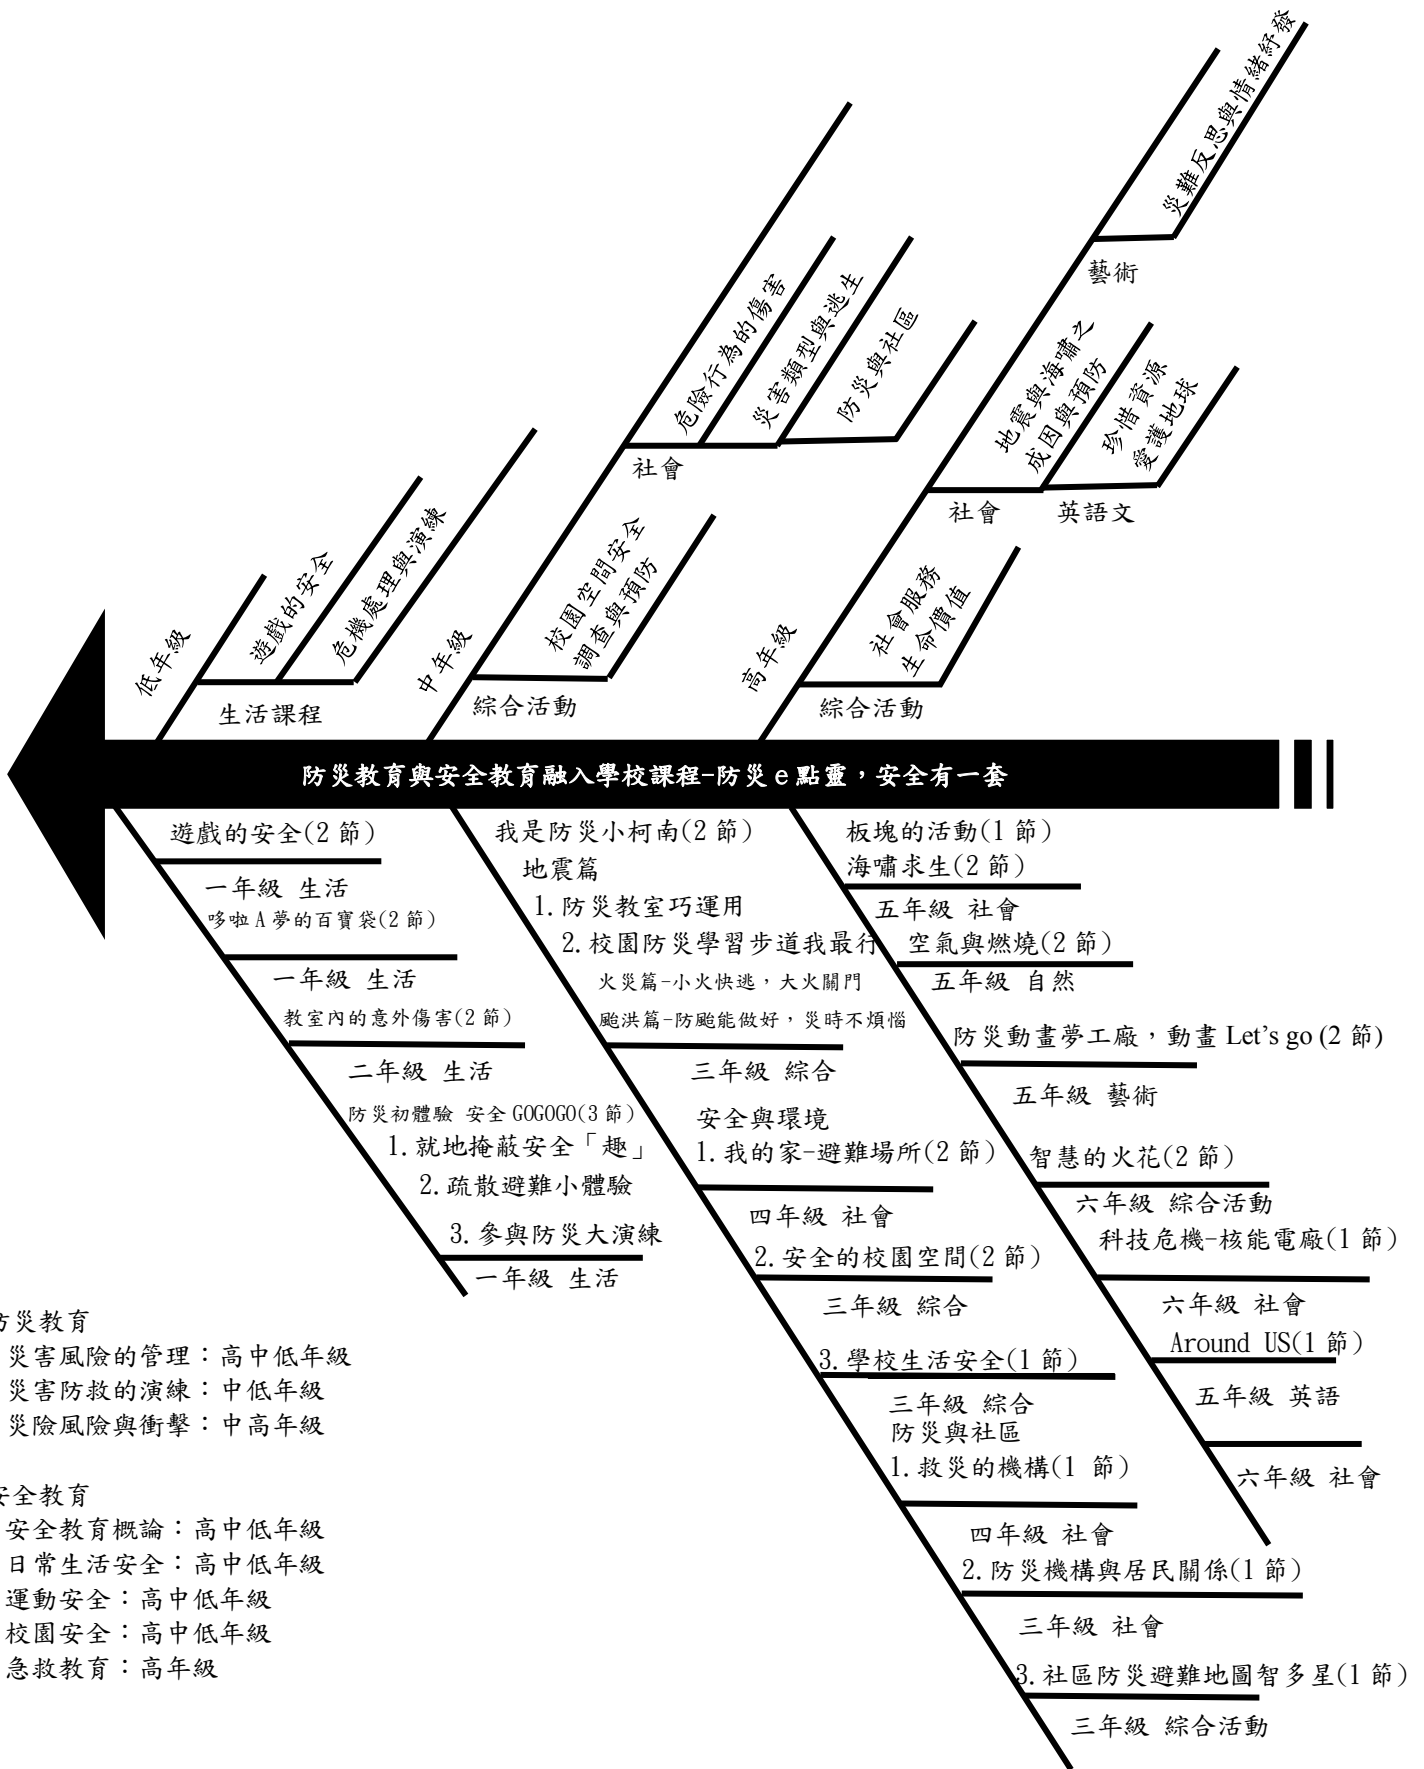 災難反思與情緒紓發
藝術
危險行為的傷害
災害類型與逃生
防災與社區
社會
地震與海嘯之
成因與預防
珍惜資源
愛護地球
社會
英語文
遊戲的安全
危機處理與演練
校園空間安全
調查與預防
社會服務
生命價值
低年級
中年級
高年級
生活課程
綜合活動
綜合活動
防災教育與安全教育融入學校課程-防災e點靈，安全有一套
遊戲的安全(2節)
一年級 生活
哆啦A夢的百寶袋(2節)
一年級 生活
教室內的意外傷害(2節)
二年級 生活
防災初體驗 安全GOGOGO(3節)
1.就地掩蔽安全「趣」
2.疏散避難小體驗
3.參與防災大演練
一年級 生活
我是防災小柯南(2節)
地震篇
1.防災教室巧運用
2.校園防災學習步道我最行
火災篇-小火快逃，大火關門
颱洪篇-防颱能做好，災時不煩惱
三年級 綜合
安全與環境
1.我的家-避難場所(2節)
四年級 社會
2.安全的校園空間(2節)
三年級 綜合
3.學校生活安全(1節)
三年級 綜合
防災與社區
1.救災的機構(1 節)
四年級 社會
2.防災機構與居民關係(1節)
三年級 社會
3.社區防災避難地圖智多星(1節)
三年級 綜合活動
板塊的活動(1節)
海嘯求生(2節)
五年級 社會
空氣與燃燒(2節)
五年級 自然
防災動畫夢工廠，動畫 Let's go (2節)
五年級 藝術
智慧的火花(2節)
六年級 綜合活動
科技危機-核能電廠(1節)
六年級 社會
Around US(1節)
五年級 英語
六年級 社會
防災教育
災害風險的管理：高中低年級
災害防救的演練：中低年級
災險風險與衝擊：中高年級
安全教育
安全教育概論：高中低年級
日常生活安全：高中低年級
運動安全：高中低年級
校園安全：高中低年級
急救教育：高年級